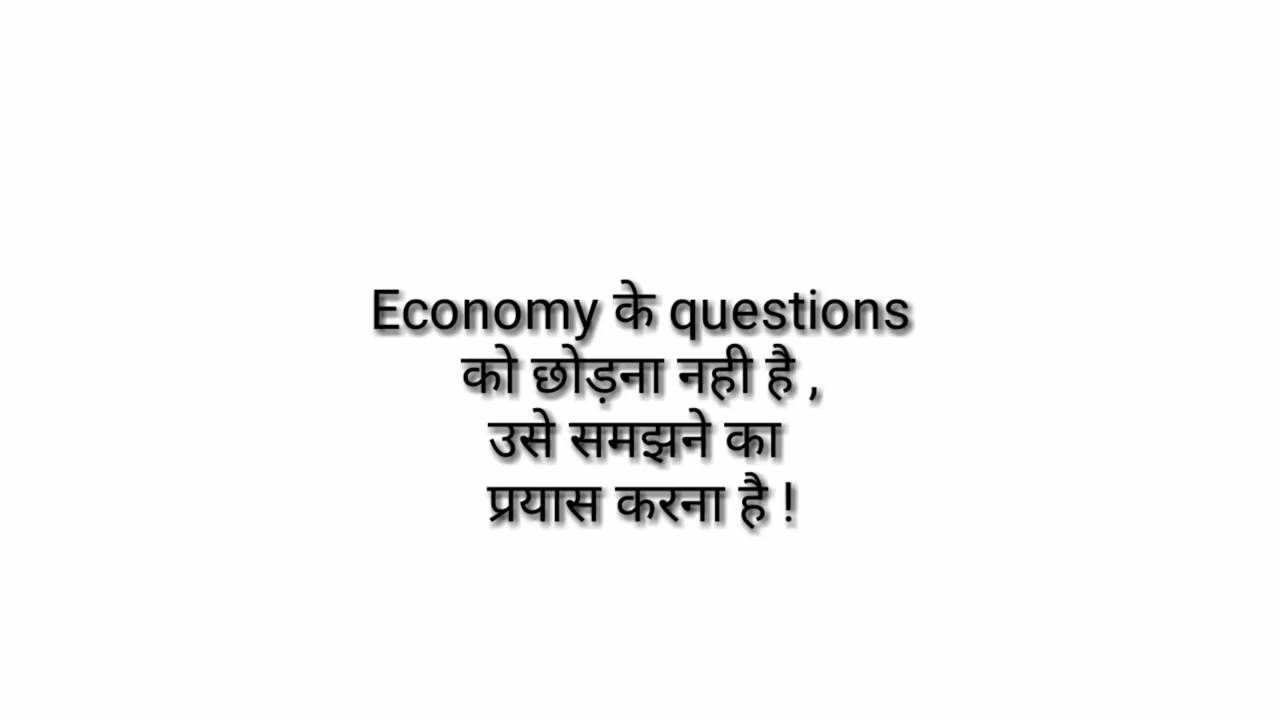 Economy के questions
को छोड़ना नही है ,
उसे समझने का
प्रयास करना है !